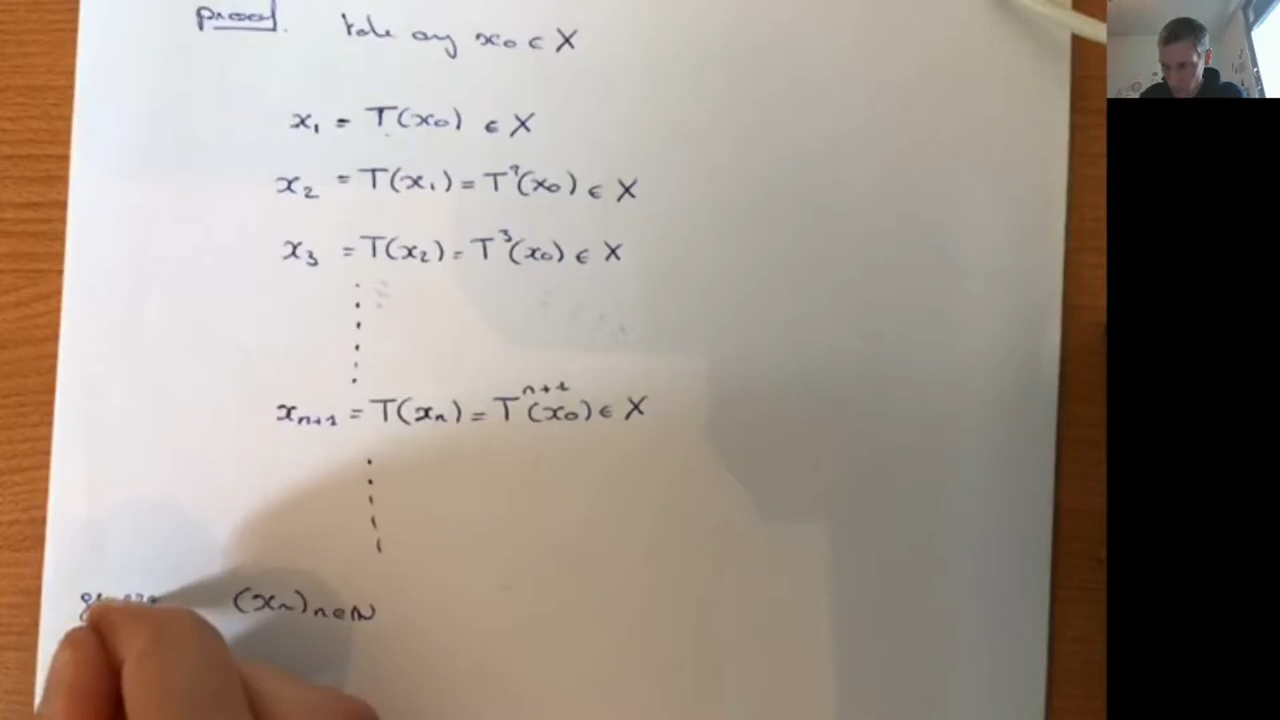 proof. take any x₀ ∈ X
x₁ = T(x₀) ∈ X
x₂ = T(x₁) = T²(x₀) ∈ X
x₃ = T(x₂) = T³(x₀) ∈ X
xₙ₊₁ = T(xₙ) = Tⁿ⁺¹(x₀) ∈ X
(xₙ)ₙ∈ℕ